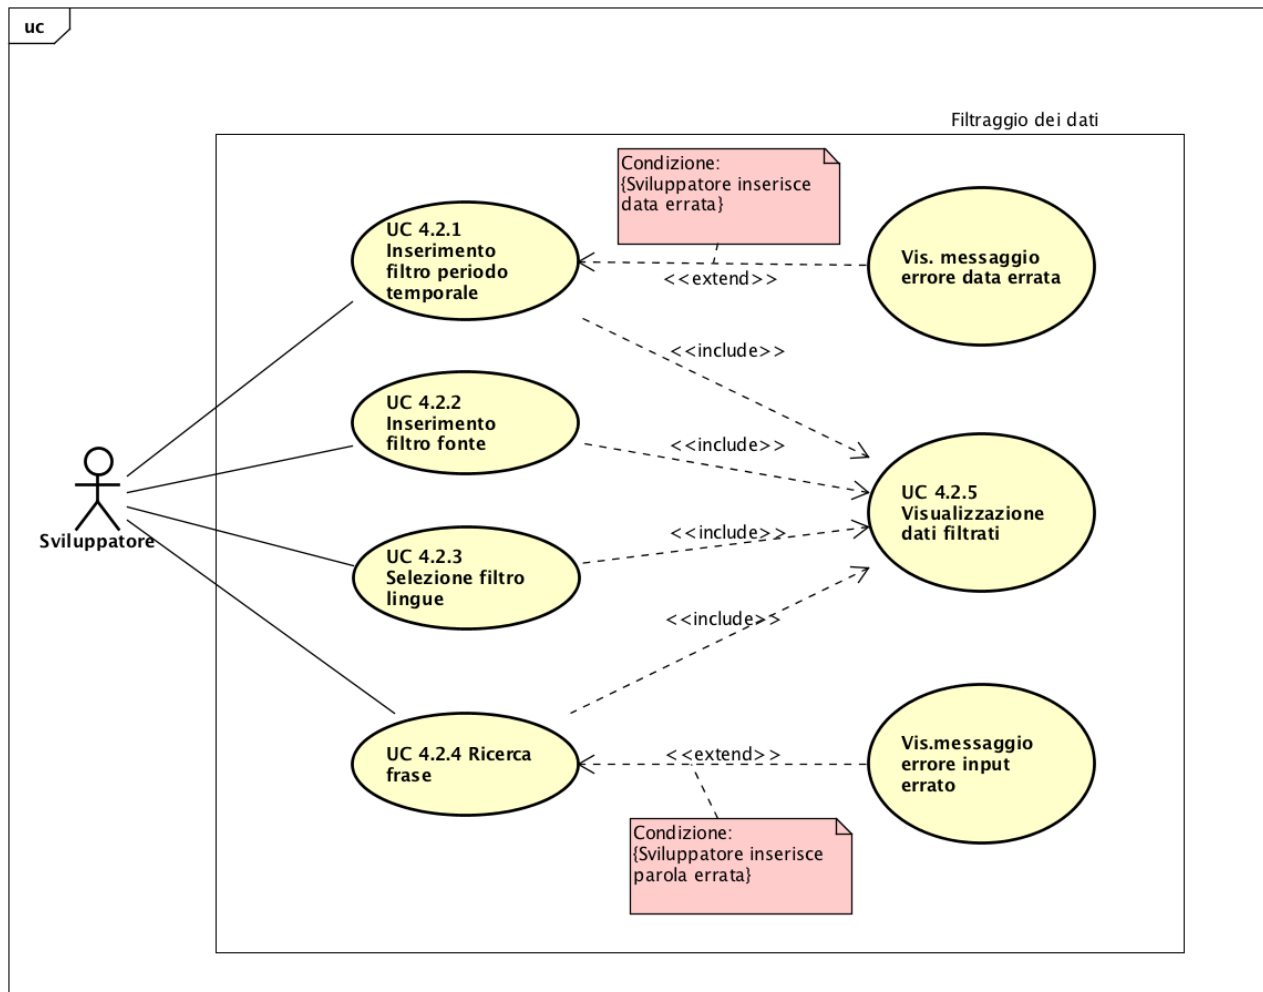 uc
Filtraggio dei dati
Condizione:
{Sviluppatore inserisce
data errata}
UC 4.2.1
Inserimento
filtro periodo
temporale
<<extend>>
Vis. messaggio
errore data errata
<<include>>
UC 4.2.2
Inserimento
filtro fonte
<<include>>
Sviluppatore
UC 4.2.5
Visualizzazione
dati filtrati
UC 4.2.3
Selezione filtro
lingue
<<include>>
<<include>>
UC 4.2.4 Ricerca
frase
<<extend>>
Vis.messaggio
errore input
errato
Condizione:
{Sviluppatore inserisce
parola errata}